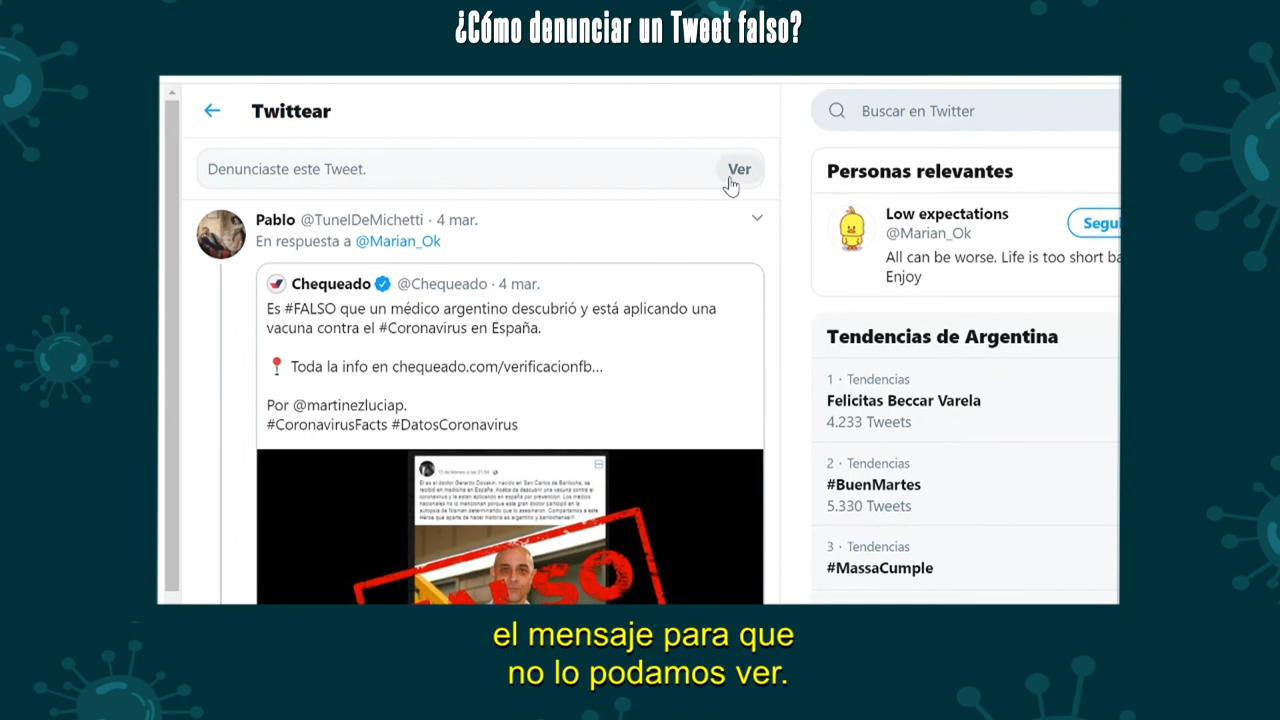 ¿Cómo denunciar un Tweet falso?
Twittear
Buscar en Twitter
Denunciaste este Tweet.
Ver
Pablo @TunelDeMichetti · 4 mar.
En respuesta a @Marian_Ok
Chequeado @Chequeado · 4 mar.
Es #FALSO que un médico argentino descubrió y está aplicando una
vacuna contra el #Coronavirus en España.
Toda la info en chequeado.com/verificacionfb...
Por @martinezluciap.
#CoronavirusFacts #DatosCoronavirus
FALSO
Personas relevantes
Low expectations
@Marian_Ok
Segu
All can be worse. Life is too short ba
Enjoy
Tendencias de Argentina
1 · Tendencias
Felicitas Beccar Varela
4.233 Tweets
2 · Tendencias
#BuenMartes
5.330 Tweets
3 · Tendencias
#MassaCumple
el mensaje para que
no lo podamos ver.